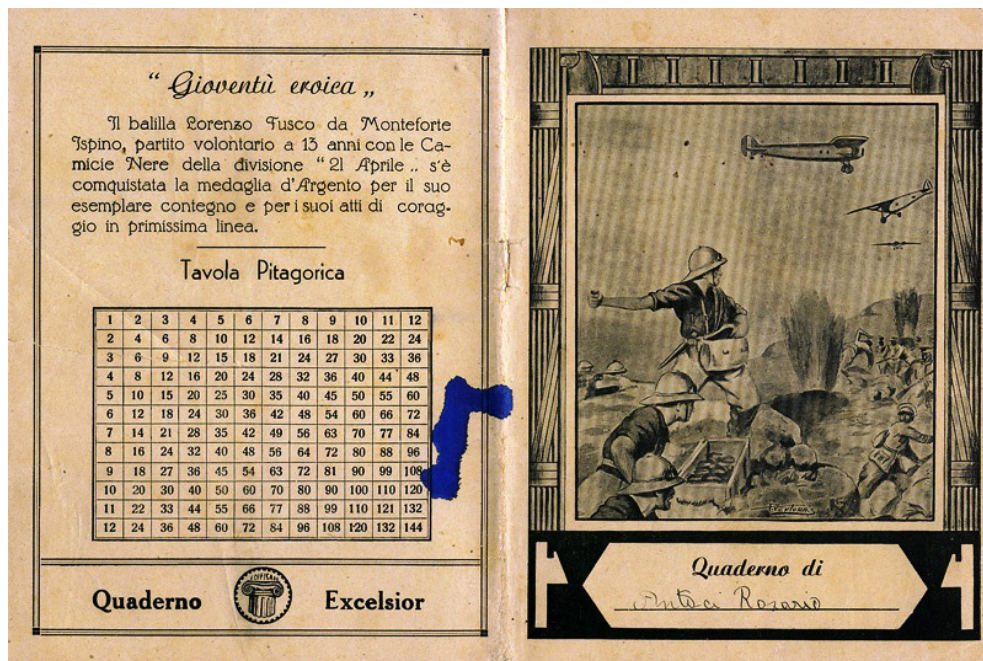 “ Gioventù eroica „
Il balilla Lorenzo Fusco da Monteforte
Ispino, partito volontario a 13 anni con le Ca-
micie Nere della divisione “ 21 Aprile „ s'è
comquistata la medaglia d'Argento per il suo
esemplare contegno e per i suoi atti di corag-
gio in primissima linea.
Tavola Pitagorica
1 2 3 4 5 6 7 8 9 10 11 12
2 4 6 8 10 12 14 16 18 20 22 24
3 6 9 12 15 18 21 24 27 30 33 36
4 8 12 16 20 24 28 32 36 40 44 48
5 10 15 20 25 30 35 40 45 50 55 60
6 12 18 24 30 36 42 48 54 60 66 72
7 14 21 28 35 42 49 56 63 70 77 84
8 16 24 32 40 48 56 64 72 80 88 96
9 18 27 36 45 54 63 72 81 90 99 108
10 20 30 40 50 60 70 80 90 100 110 120
11 22 33 44 55 66 77 88 99 110 121 132
12 24 36 48 60 72 84 96 108 120 132 144
Quaderno Excelsior
Quaderno di
Antoci Rosario